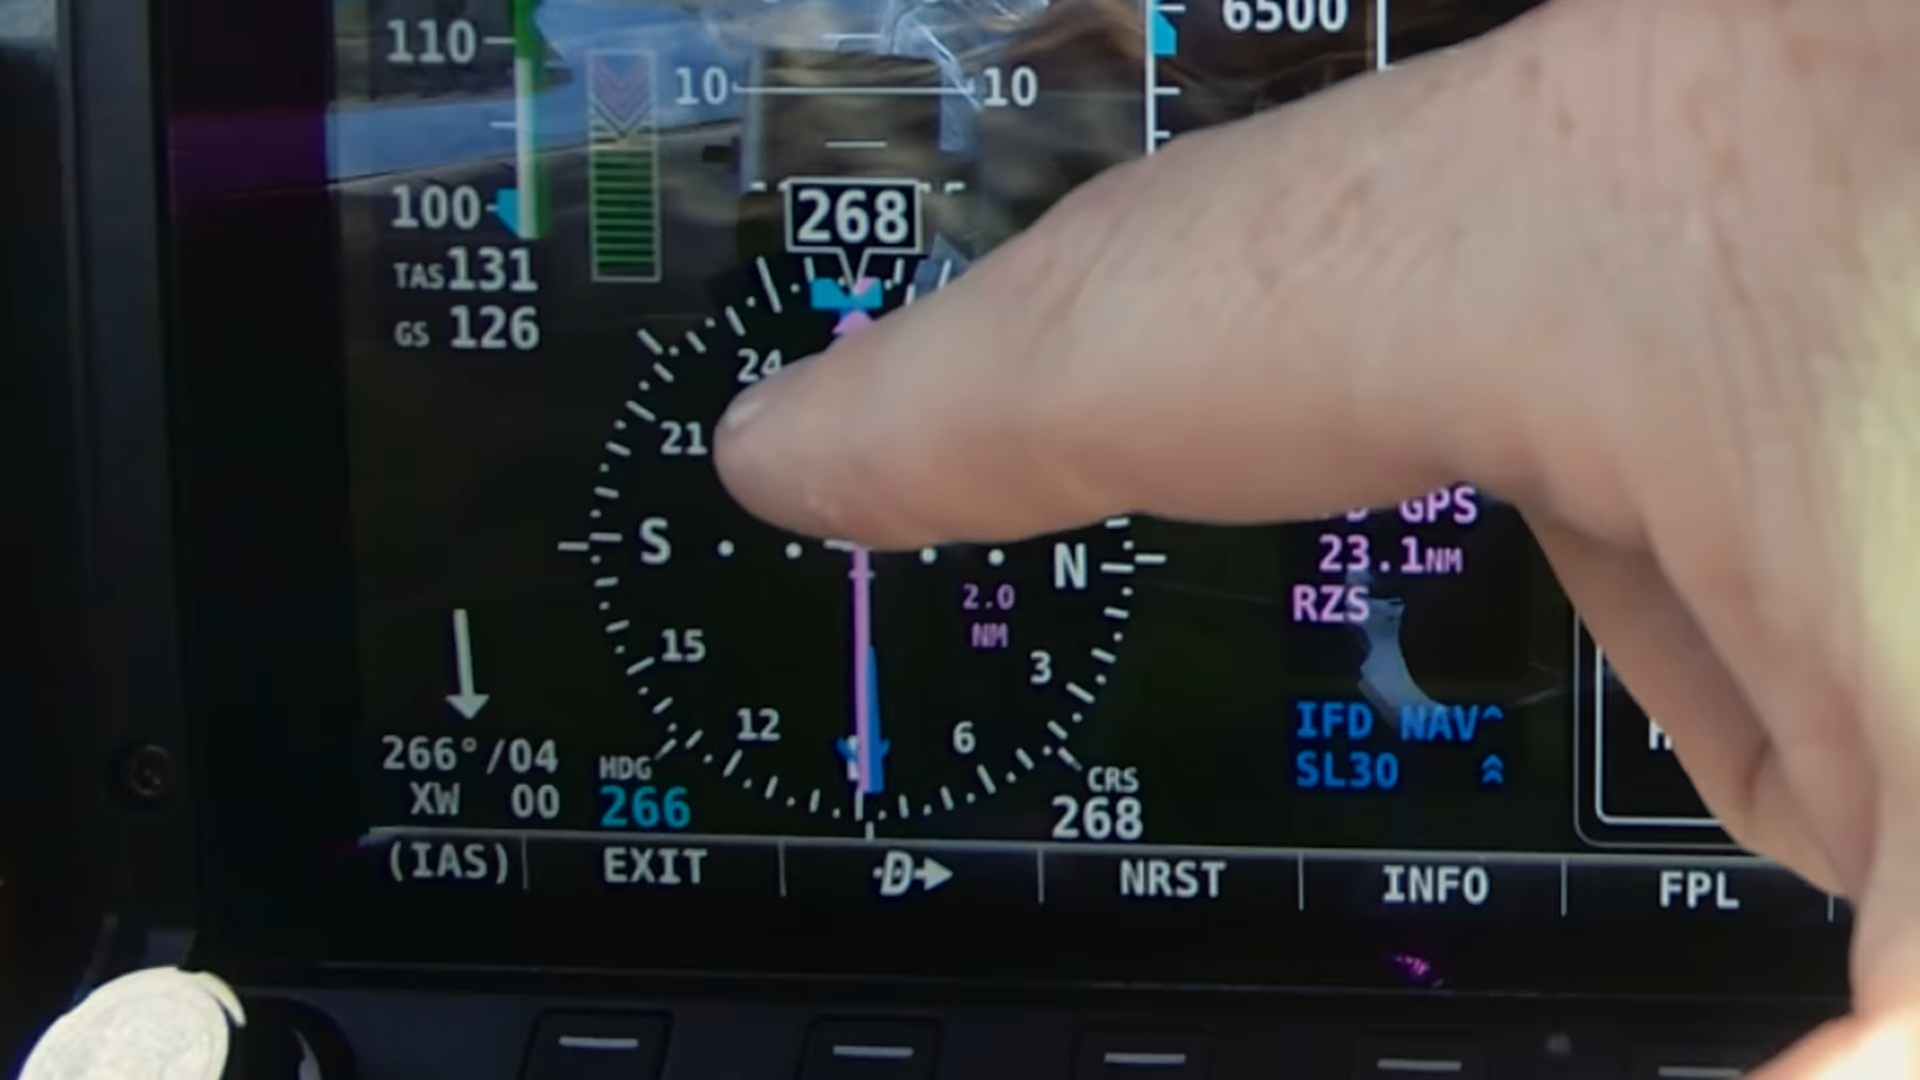 6500
110
10 10
100
268
TAS 131
GS 126
24
21
GPS
S N
23.1NM
2.0
NM
RZS
15 3
12 6
IFD NAV^
266°/04
HDG
CRS
SL30
XW 00
266
268
(IAS) EXIT D NRST INFO FPL